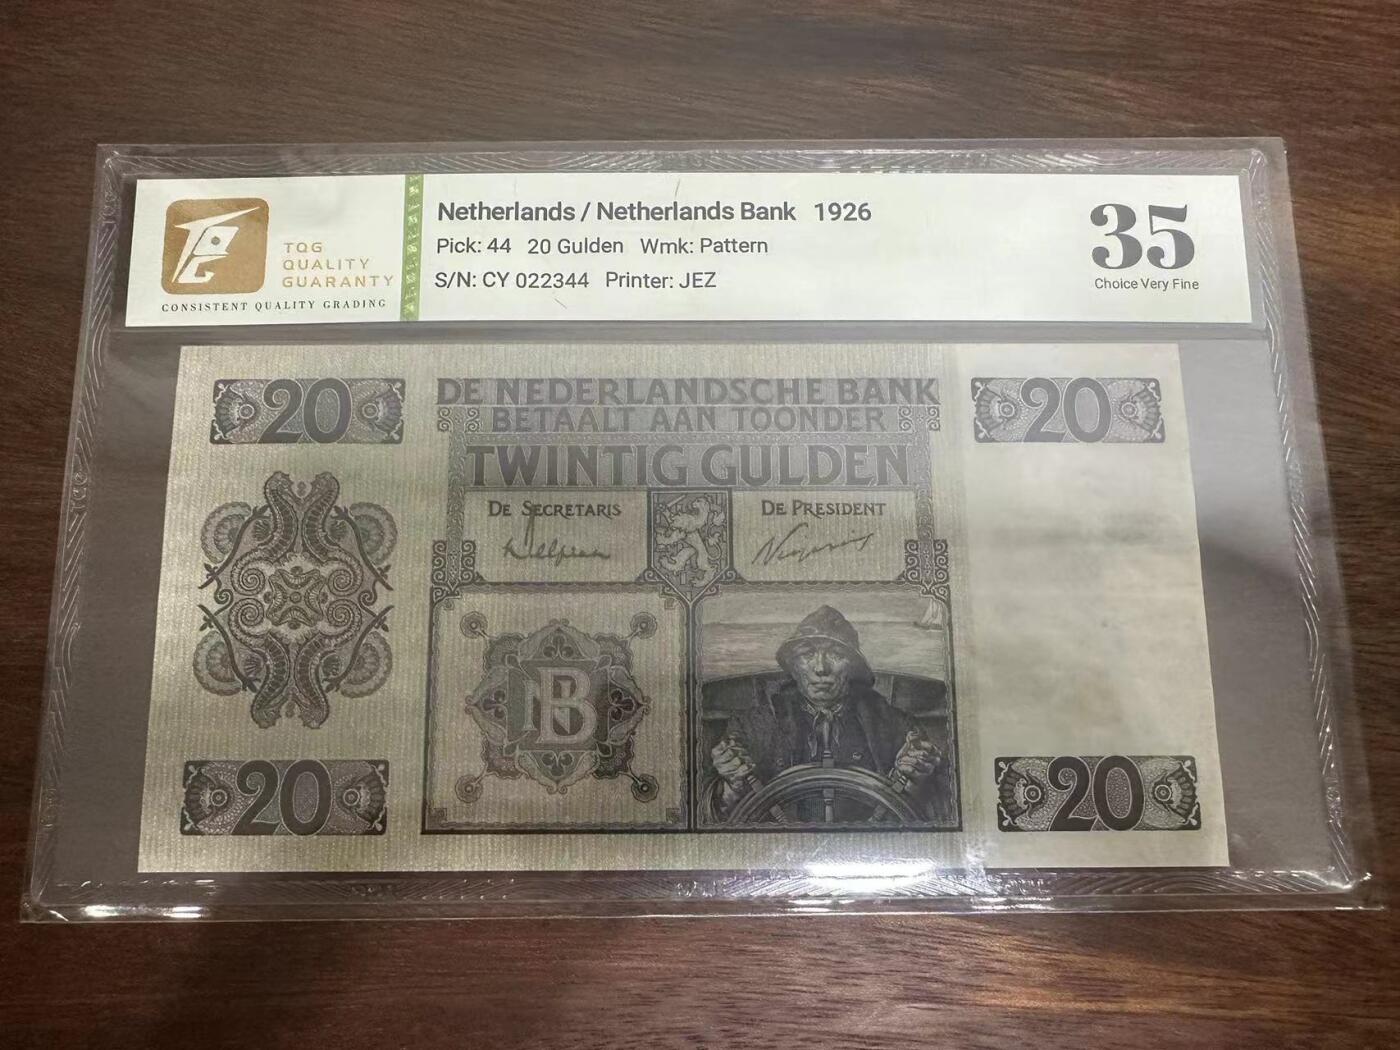 TQG
QUALITY
GUARANTY
CONSISTENT QUALITY GRADING
Netherlands / Netherlands Bank 1926
Pick: 44 20 Gulden Wmk: Pattern
S/N: CY 022344 Printer: JEZ
35
Choice Very Fine
20
DE NEDERLANDSCHE BANK
20
BETAALT AAN TOONDER
TWINTIG GULDEN
DE SECRETARIS
DE PRESIDENT
NB
20
20